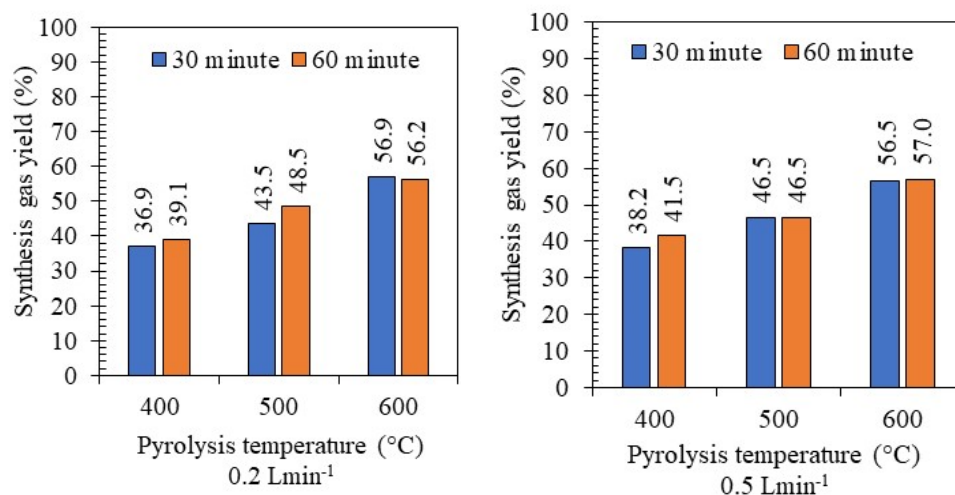 Synthesis gas yield (%)
100
90
80
70
60
50
40
30
20
10
0
30 minute 60 minute
36.9 39.1 43.5 48.5 56.9 56.2
400 500 600
Pyrolysis temperature (°C)
0.2 Lmin⁻¹
Synthesis gas yield (%)
100
90
80
70
60
50
40
30
20
10
0
30 minute 60 minute
38.2 41.5 46.5 46.5 56.5 57.0
400 500 600
Pyrolysis temperature (°C)
0.5 Lmin⁻¹